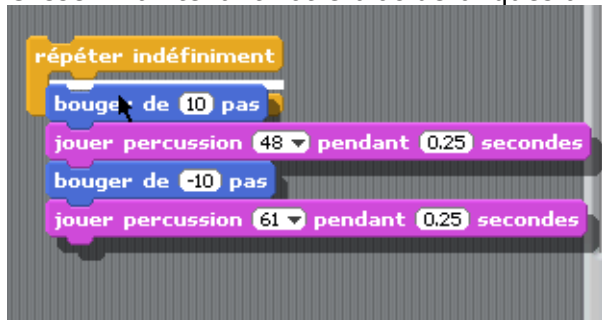 répéter indéfiniment
bouger de 10 pas
jouer percussion 48 pendant 0.25 secondes
bouger de -10 pas
jouer percussion 61 pendant 0.25 secondes